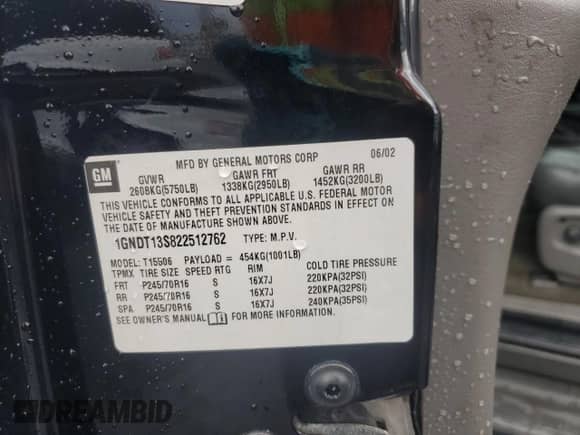 GM
MFD BY GENERAL MOTORS CORP 06/02
GVWR GAWR FRT GAWR RR
2608KG(5750LB) 1338KG(2950LB) 1452KG(3200LB)
THIS VEHICLE CONFORMS TO ALL APPLICABLE U.S. FEDERAL MOTOR
VEHICLE SAFETY AND THEFT PREVENTION STANDARDS IN EFFECT ON
THE DATE OF MANUFACTURE SHOWN ABOVE.
1GNDT13S822512762 TYPE: M.P.V.
MODEL: T15506 PAYLOAD = 454KG(1001LB)
TPMX TIRE SIZE SPEED RTG RIM COLD TIRE PRESSURE
FRT P245/70R16 S 16X7J 220KPA(32PSI)
RR P245/70R16 S 16X7J 220KPA(32PSI)
SPA P245/70R16 S 16X7J 240KPA(35PSI)
SEE OWNER'S MANUAL FOR MORE INFORMATION.
DREAMBID